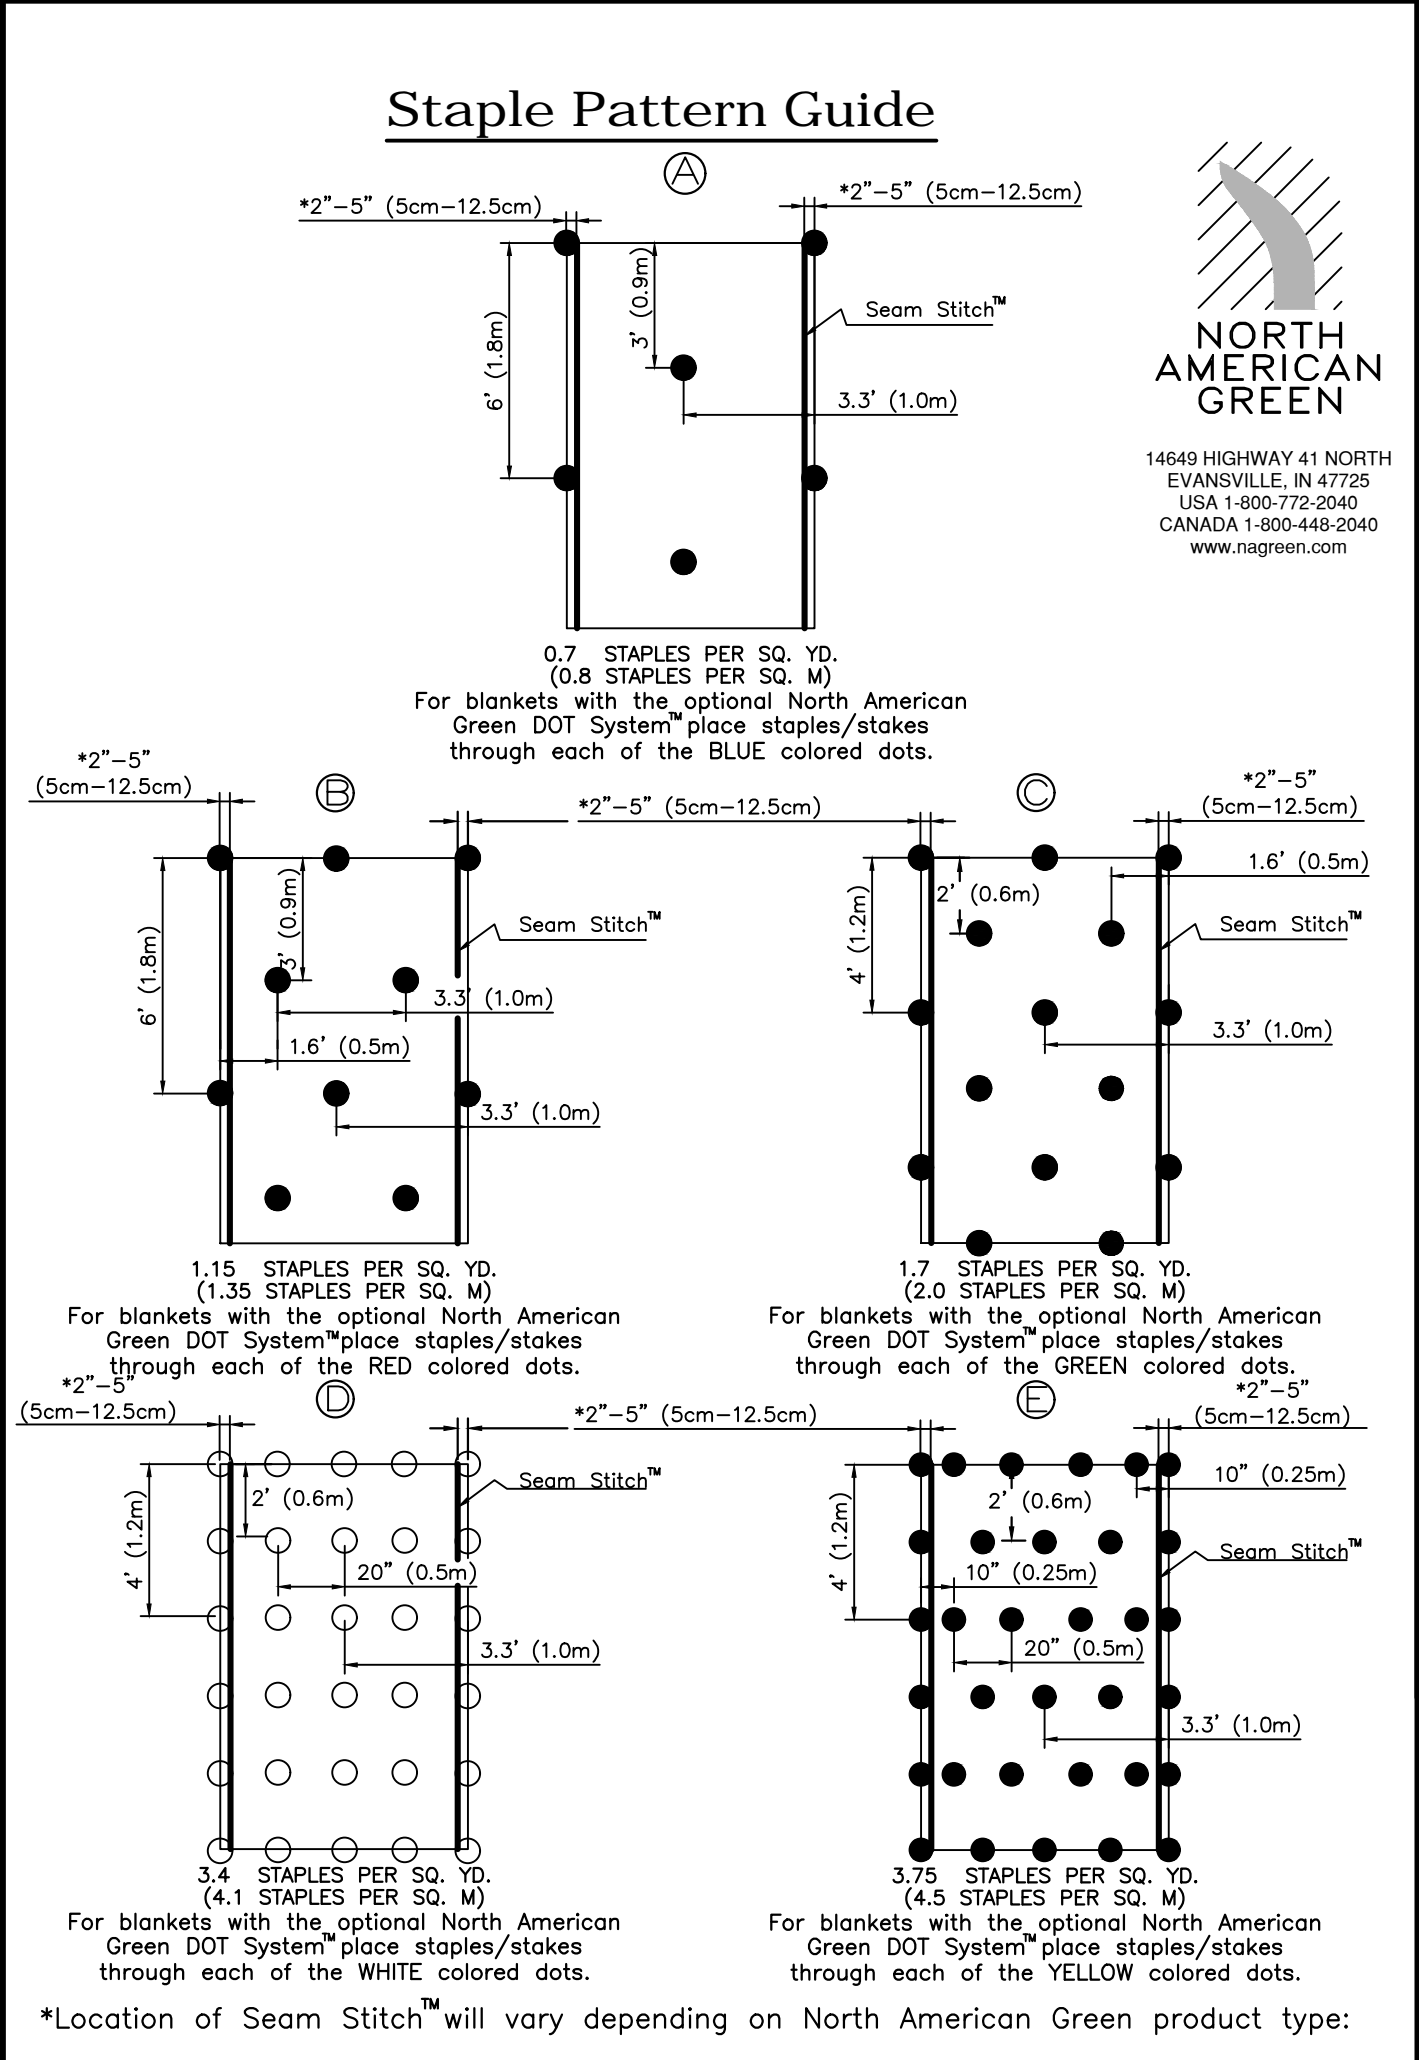 Staple Pattern Guide
A
*2"-5" (5cm-12.5cm)
*2"-5" (5cm-12.5cm)
6' (1.8m)
3' (0.9m)
Seam Stitch™
3.3' (1.0m)
NORTH
AMERICAN
GREEN
14649 HIGHWAY 41 NORTH
EVANSVILLE, IN 47725
USA 1-800-772-2040
CANADA 1-800-448-2040
www.nagreen.com
0.7 STAPLES PER SQ. YD.
(0.8 STAPLES PER SQ. M)
For blankets with the optional North American
Green DOT System™ place staples/stakes
through each of the BLUE colored dots.
B
*2"-5"
(5cm-12.5cm)
*2"-5" (5cm-12.5cm)
6' (1.8m)
3' (0.9m)
Seam Stitch™
3.3' (1.0m)
1.6' (0.5m)
3.3' (1.0m)
1.15 STAPLES PER SQ. YD.
(1.35 STAPLES PER SQ. M)
For blankets with the optional North American
Green DOT System™ place staples/stakes
through each of the RED colored dots.
C
*2"-5"
(5cm-12.5cm)
1.6' (0.5m)
2' (0.6m)
4' (1.2m)
Seam Stitch™
3.3' (1.0m)
1.7 STAPLES PER SQ. YD.
(2.0 STAPLES PER SQ. M)
For blankets with the optional North American
Green DOT System™ place staples/stakes
through each of the GREEN colored dots.
D
*2"-5"
(5cm-12.5cm)
*2"-5" (5cm-12.5cm)
Seam Stitch™
2' (0.6m)
4' (1.2m)
20" (0.5m)
3.3' (1.0m)
3.4 STAPLES PER SQ. YD.
(4.1 STAPLES PER SQ. M)
For blankets with the optional North American
Green DOT System™ place staples/stakes
through each of the WHITE colored dots.
E
*2"-5"
(5cm-12.5cm)
10" (0.25m)
2' (0.6m)
4' (1.2m)
Seam Stitch™
10" (0.25m)
20" (0.5m)
3.3' (1.0m)
3.75 STAPLES PER SQ. YD.
(4.5 STAPLES PER SQ. M)
For blankets with the optional North American
Green DOT System™ place staples/stakes
through each of the YELLOW colored dots.
*Location of Seam Stitch™ will vary depending on North American Green product type: